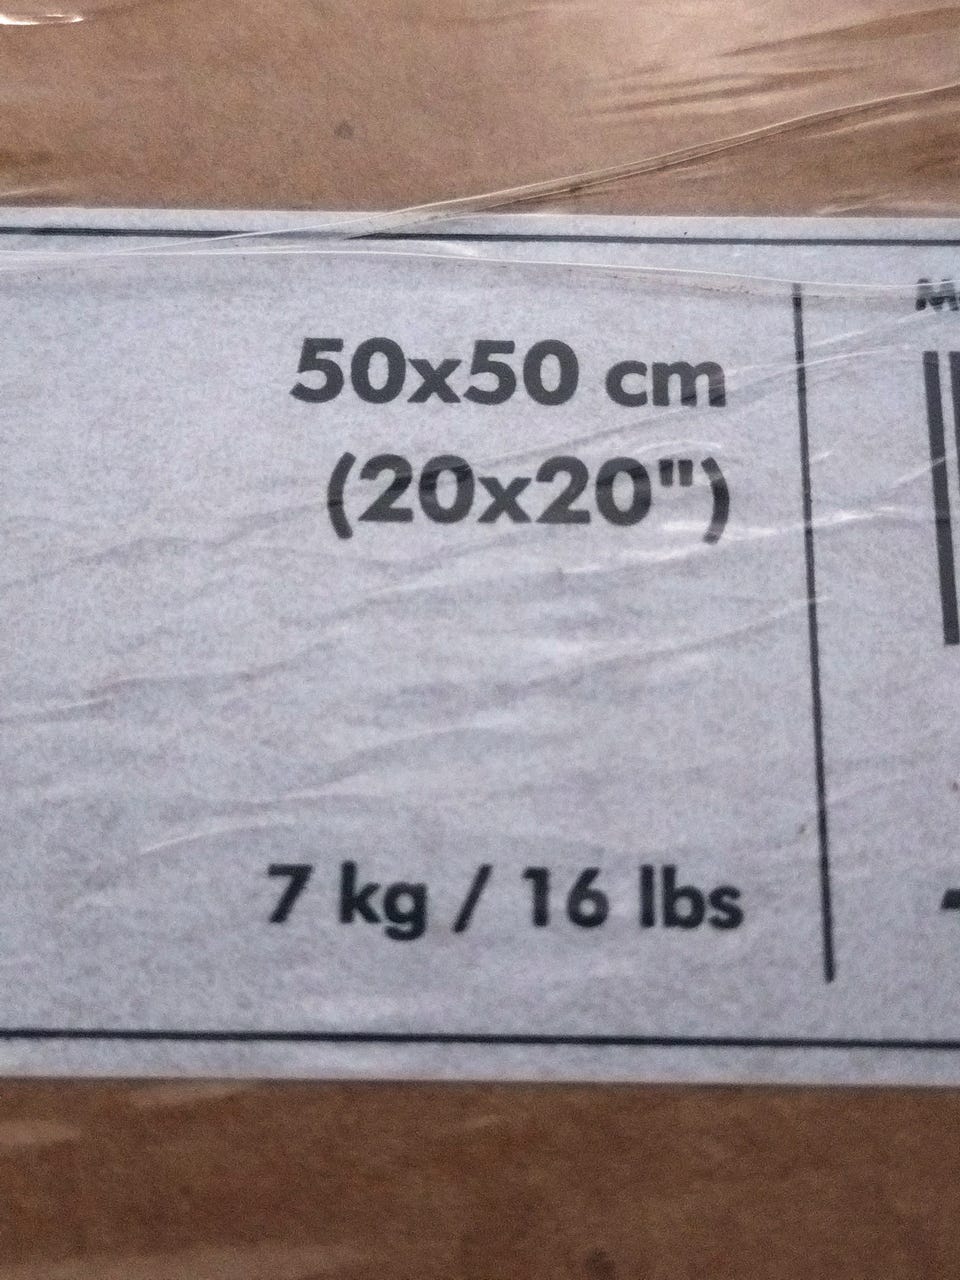 50x50 cm
(20x20")
7 kg / 16 lbs